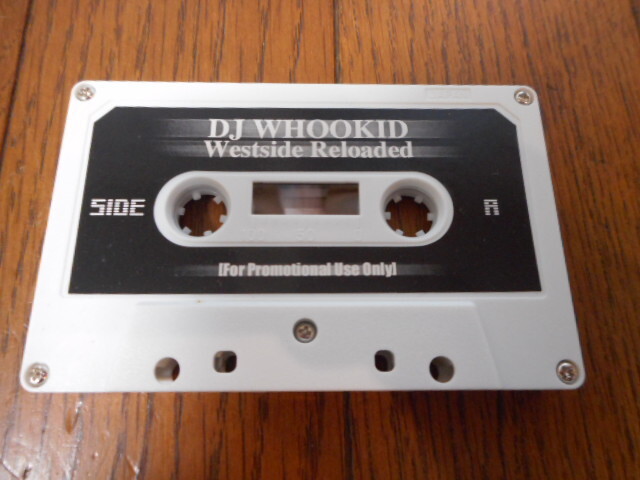 DJ WHOOKID
Westside Reloaded
SIDE B
[For Promotional Use Only]